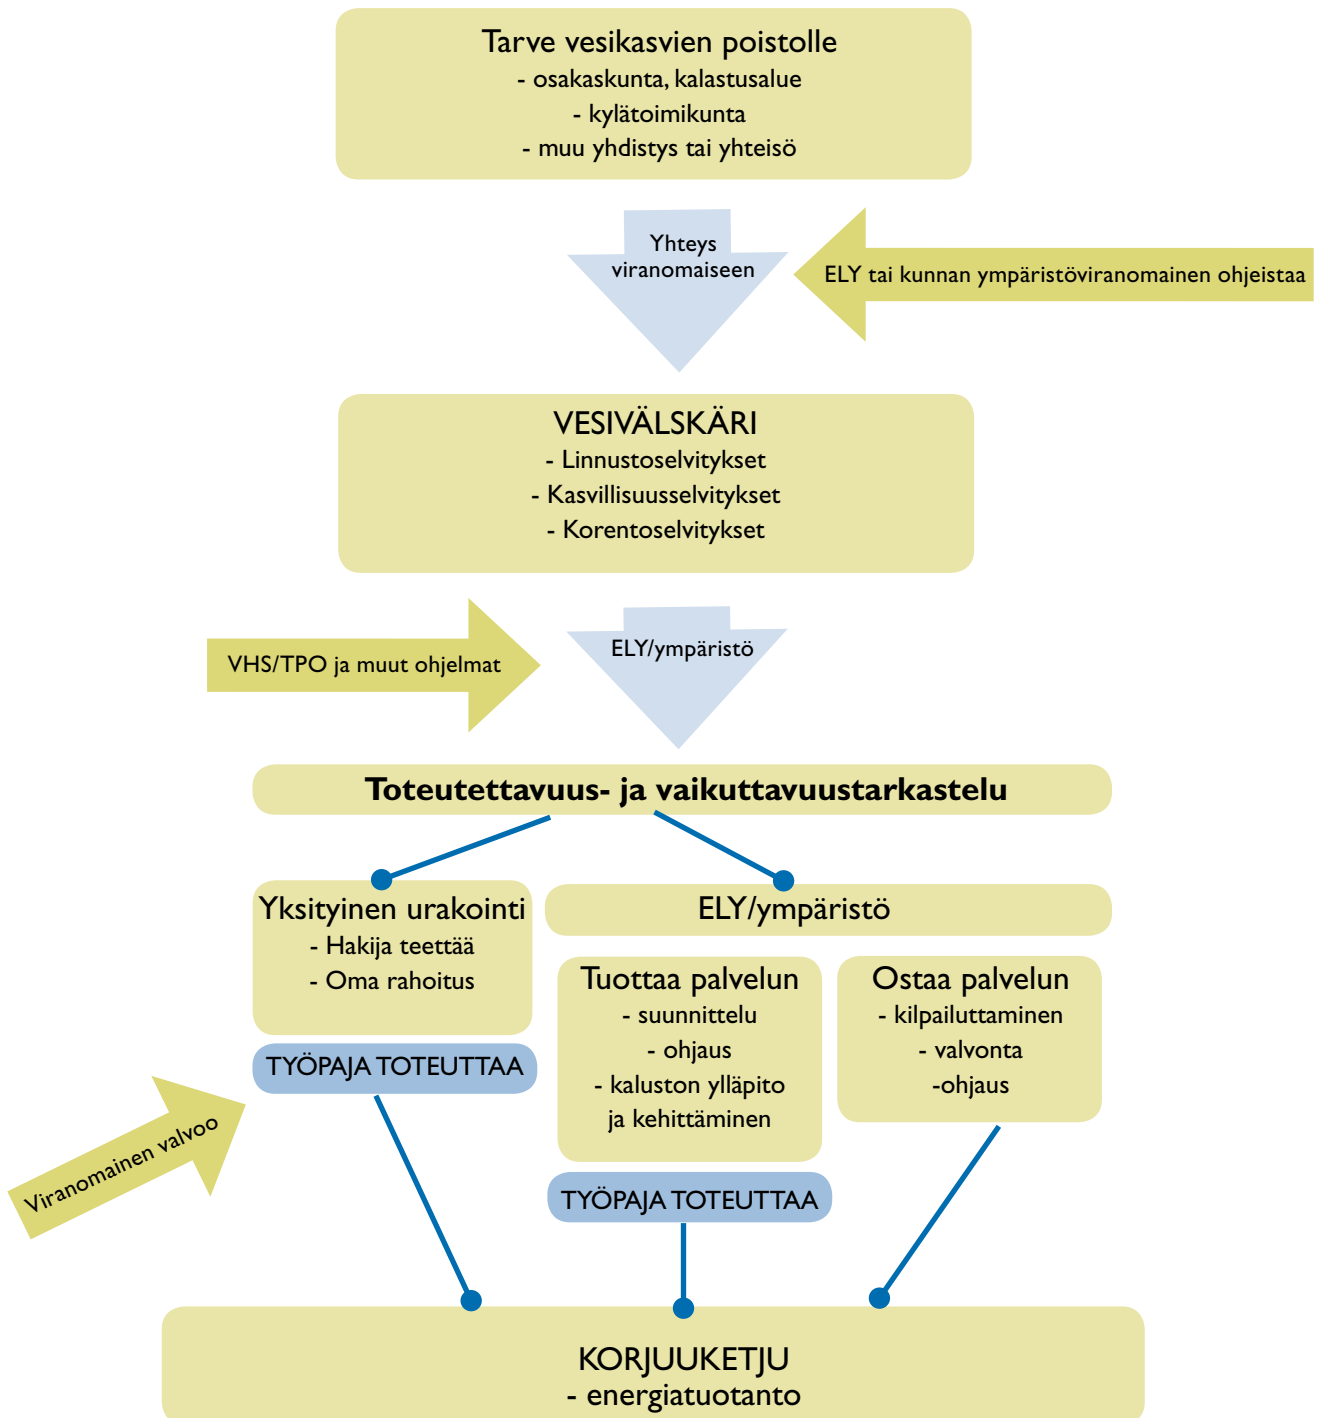 Tarve vesikasvien poistolle
- osakaskunta, kalastusalue
- kylätoimikunta
- muu yhdistys tai yhteisö
Yhteys
viranomaiseen
ELY tai kunnan ympäristöviranomainen ohjeistaa
VESIVÄLSKÄRI
- Linnustoselvitykset
- Kasvillisuusselvitykset
- Korentoselvitykset
VHS/TPO ja muut ohjelmat
ELY/ympäristö
Toteutettavuus- ja vaikuttavuustarkastelu
Yksityinen urakointi
- Hakija teettää
- Oma rahoitus
TYÖPAJA TOTEUTTAA
Viranomainen valvoo
ELY/ympäristö
Tuottaa palvelun
- suunnittelu
- ohjaus
- kaluston ylläpito
ja kehittäminen
TYÖPAJA TOTEUTTAA
Ostaa palvelun
- kilpailuttaminen
- valvonta
-ohjaus
KORJUUKETJU
- energiatuotanto